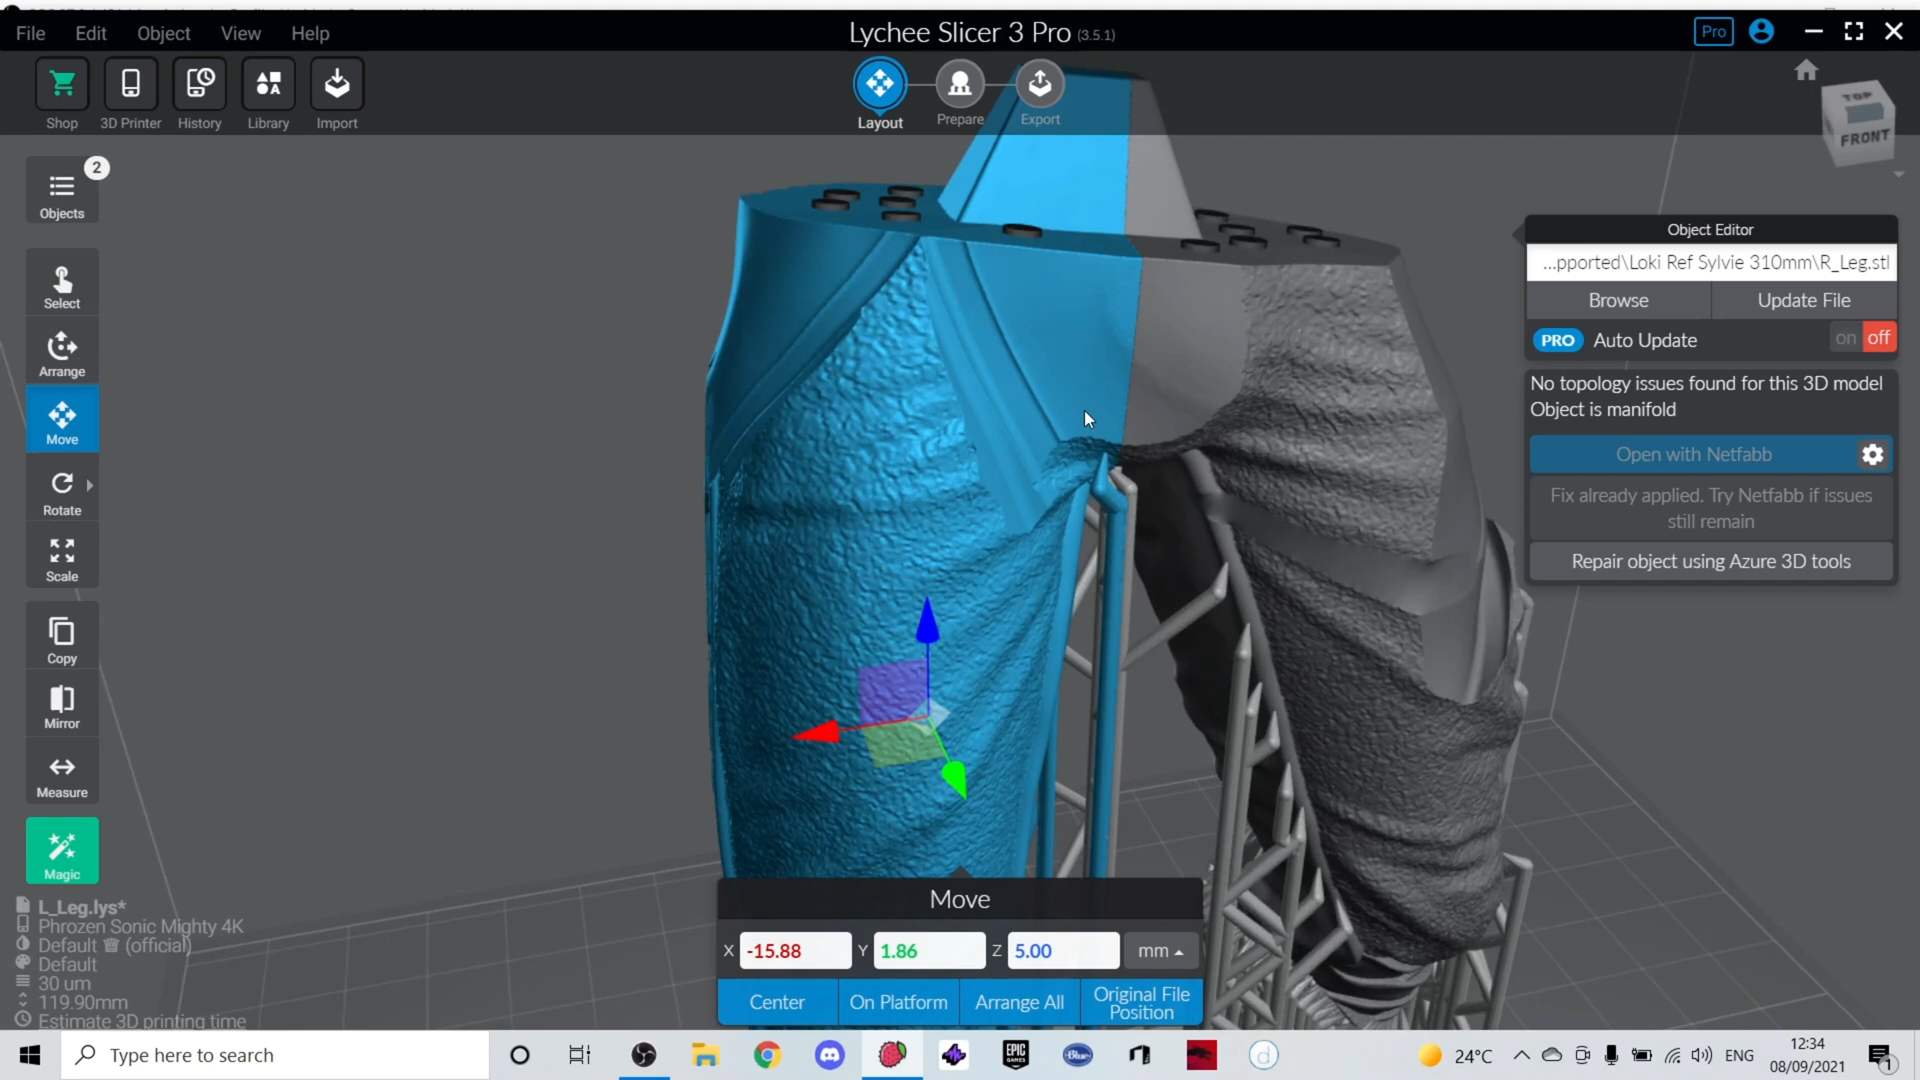 File Edit Object View Help
Lychee Slicer 3 Pro (3.5.1)
Pro
Shop 3D Printer History Library Import
Layout Prepare Export
TOP
FRONT
2
Objects
Select
Arrange
Move
Rotate
Scale
Copy
Mirror
Measure
Magic
Object Editor
...pported\Loki Ref Sylvie 310mm\R_Leg.stl
Browse Update File
PRO Auto Update on off
No topology issues found for this 3D model
Object is manifold
Open with Netfabb
Fix already applied. Try Netfabb if issues
still remain
Repair object using Azure 3D tools
L_Leg.lys*
Phrozen Sonic Mighty 4K
Default (official)
Default
30 um
119.90mm
Estimate 3D printing time
Move
X -15.88 Y 1.86 Z 5.00 mm
Center On Platform Arrange All Original File
Position
Type here to search
EPIC
GAMES
Blue
24°C
ENG
12:34
08/09/2021
1